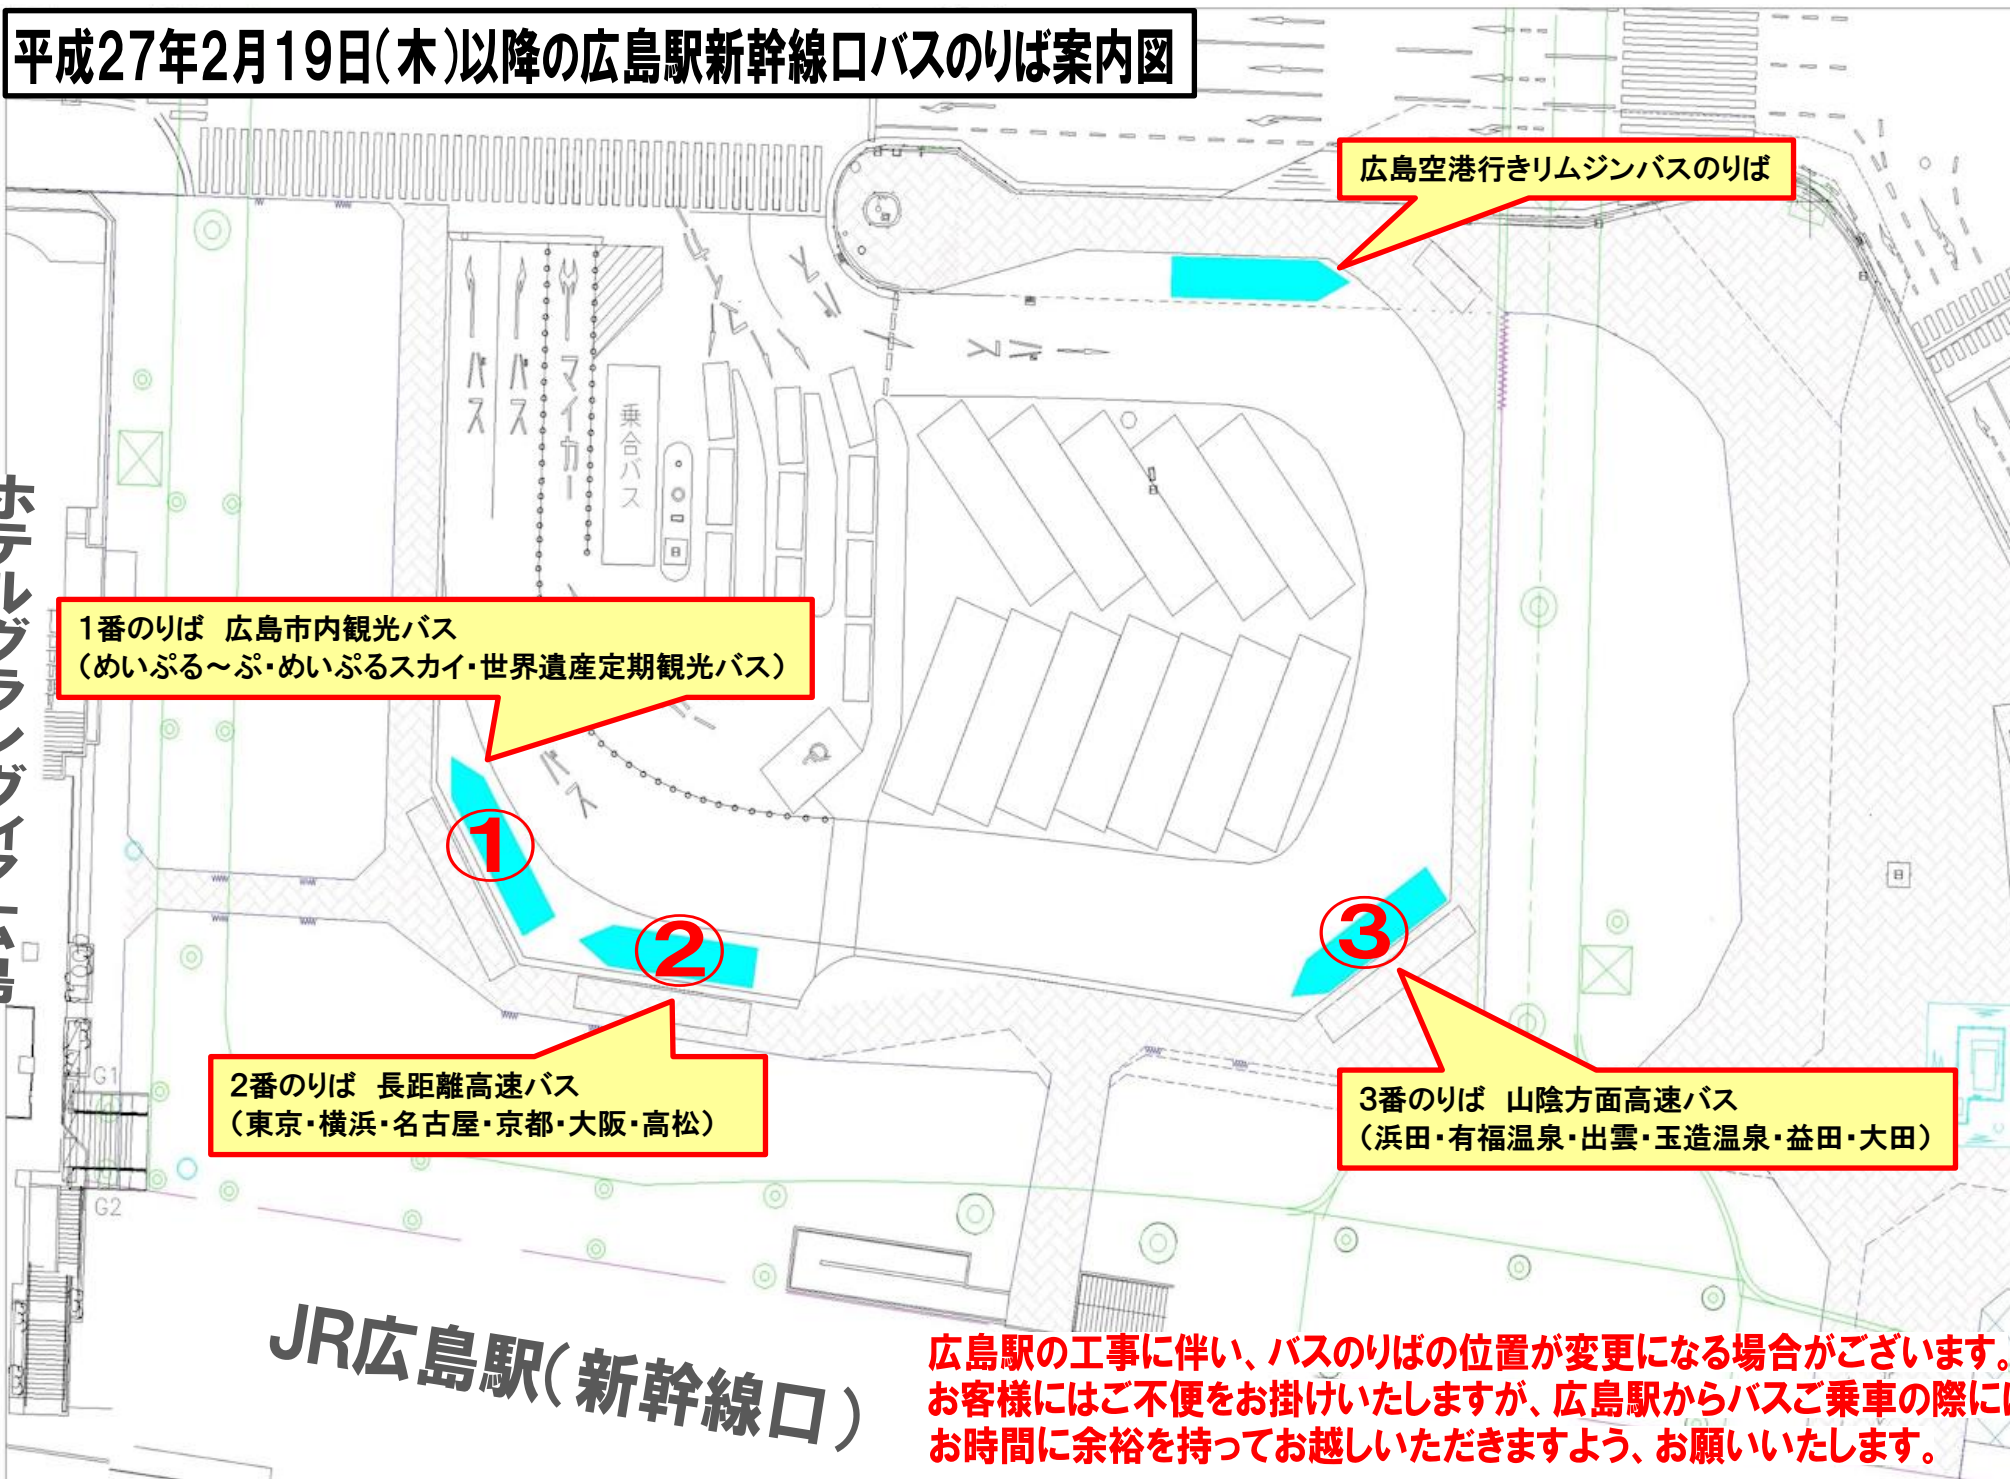 平成27年2月19日(木)以降の広島駅新幹線口バスのりば案内図
広島空港行きリムジンバスのりば
バス
バス
マイカー
乗合バス
バス
バス
ホテルグランヴィア広島
1番のりば 広島市内観光バス
(めいぷる～ぷ・めいぷるスカイ・世界遺産定期観光バス)
バス
①
②
③
2番のりば 長距離高速バス
(東京・横浜・名古屋・京都・大阪・高松)
3番のりば 山陰方面高速バス
(浜田・有福温泉・出雲・玉造温泉・益田・大田)
G1
G2
JR広島駅(新幹線口)
広島駅の工事に伴い、バスのりばの位置が変更になる場合がございます。
お客様にはご不便をお掛けいたしますが、広島駅からバスご乗車の際には
お時間に余裕を持ってお越しいただきますよう、お願いいたします。